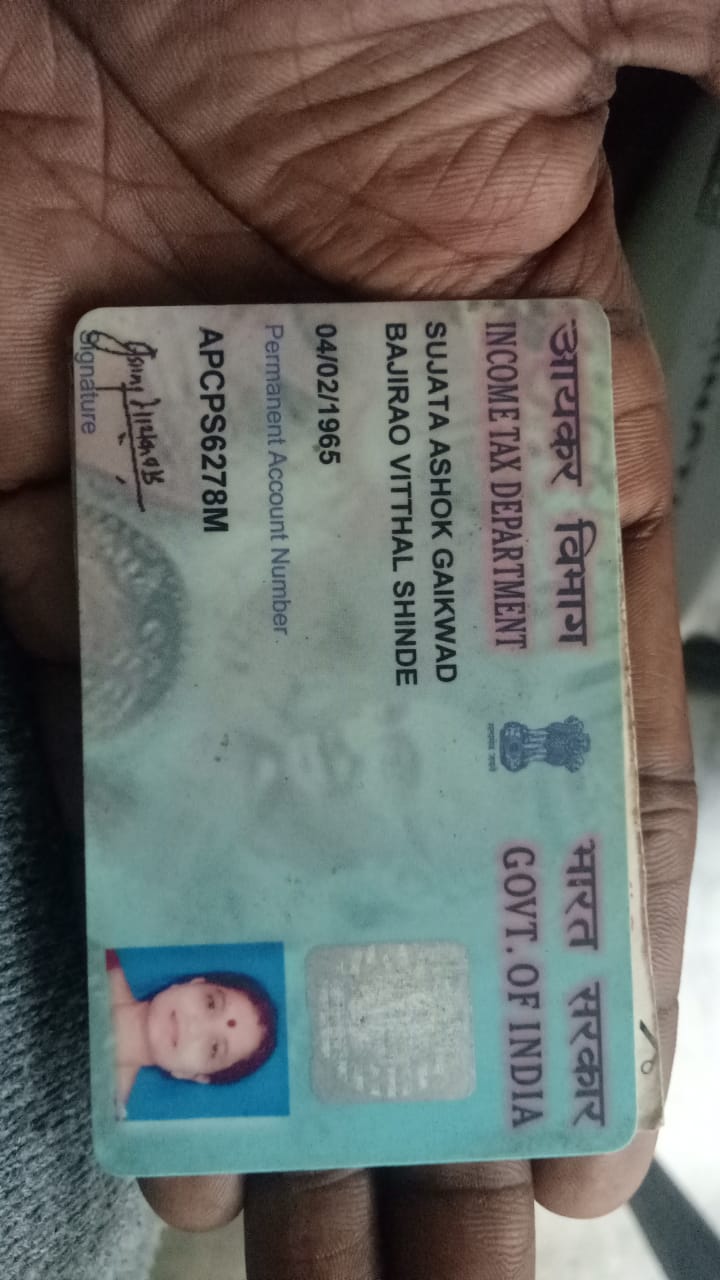 आयकर विभाग
INCOME TAX DEPARTMENT
भारत सरकार
GOVT. OF INDIA
SUJATA ASHOK GAIKWAD
BAJIRAO VITTHAL SHINDE
04/02/1965
Permanent Account Number
APCPS6278M
Signature